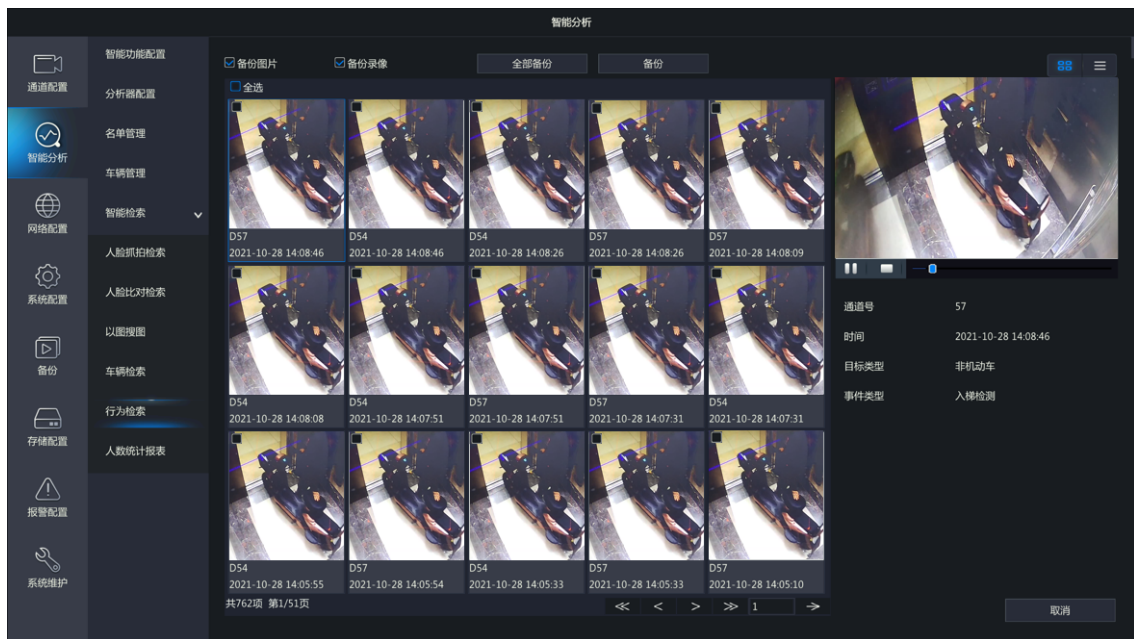 智能分析
通道配置
智能分析
网络配置
系统配置
备份
存储配置
报警配置
系统维护
智能功能配置
分析器配置
名单管理
车辆管理
智能检索
人脸抓拍检索
人脸比对检索
以图搜图
车辆检索
行为检索
人数统计报表
备份图片 备份录像 全部备份 备份
全选
D57 D54 D54 D57 D57
2021-10-28 14:08:46 2021-10-28 14:08:46 2021-10-28 14:08:26 2021-10-28 14:08:26 2021-10-28 14:08:09
D54 D54 D57 D57 D54
2021-10-28 14:08:08 2021-10-28 14:07:51 2021-10-28 14:07:51 2021-10-28 14:07:31 2021-10-28 14:07:31
D54 D57 D54 D57 D57
2021-10-28 14:05:55 2021-10-28 14:05:54 2021-10-28 14:05:33 2021-10-28 14:05:33 2021-10-28 14:05:10
共762项 第1/51页 1
通道号 57
时间 2021-10-28 14:08:46
目标类型 非机动车
事件类型 入梯检测
取消